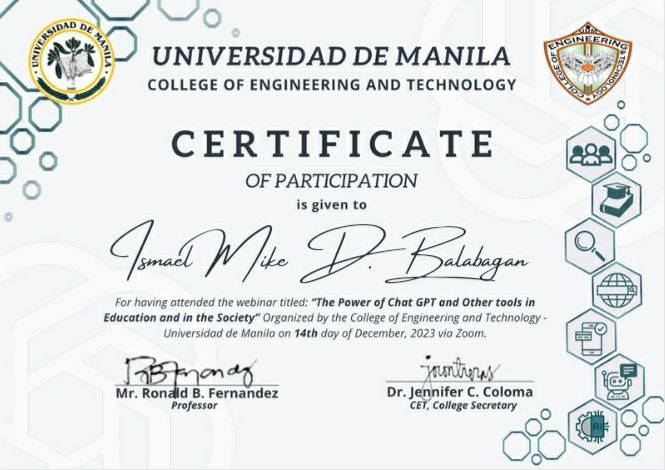 UNIVERSIDAD DE MANILA
COLLEGE OF ENGINEERING AND TECHNOLOGY
CERTIFICATE
OF PARTICIPATION
is given to
Ismael Mike D. Balabagan
For having attended the webinar titled: "The Power of Chat GPT and Other tools in
Education and in the Society" Organized by the College of Engineering and Technology -
Universidad de Manila on 14th day of December, 2023 via Zoom.
Mr. Ronald B. Fernandez
Professor
Dr. Jennifer C. Coloma
CET, College Secretary
UNIVERSIDAD DE MANILA
COLLEGE OF ENGINEERING & TECHNOLOGY
AI